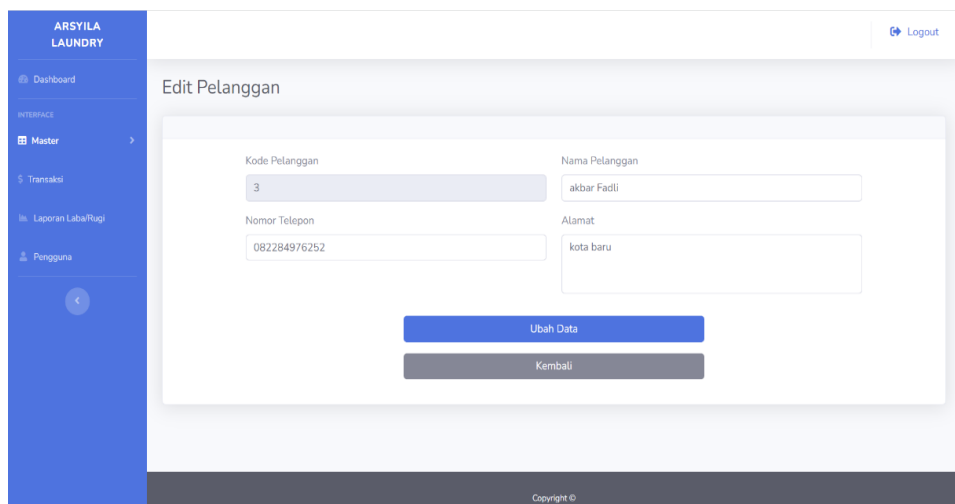 ARSYILA
LAUNDRY
Logout
Dashboard
INTERFACE
Master
$ Transaksi
Laporan Laba/Rugi
Pengguna
Edit Pelanggan
Kode Pelanggan
3
Nama Pelanggan
akbar Fadli
Nomor Telepon
082284976252
Alamat
kota baru
Ubah Data
Kembali
Copyright ©